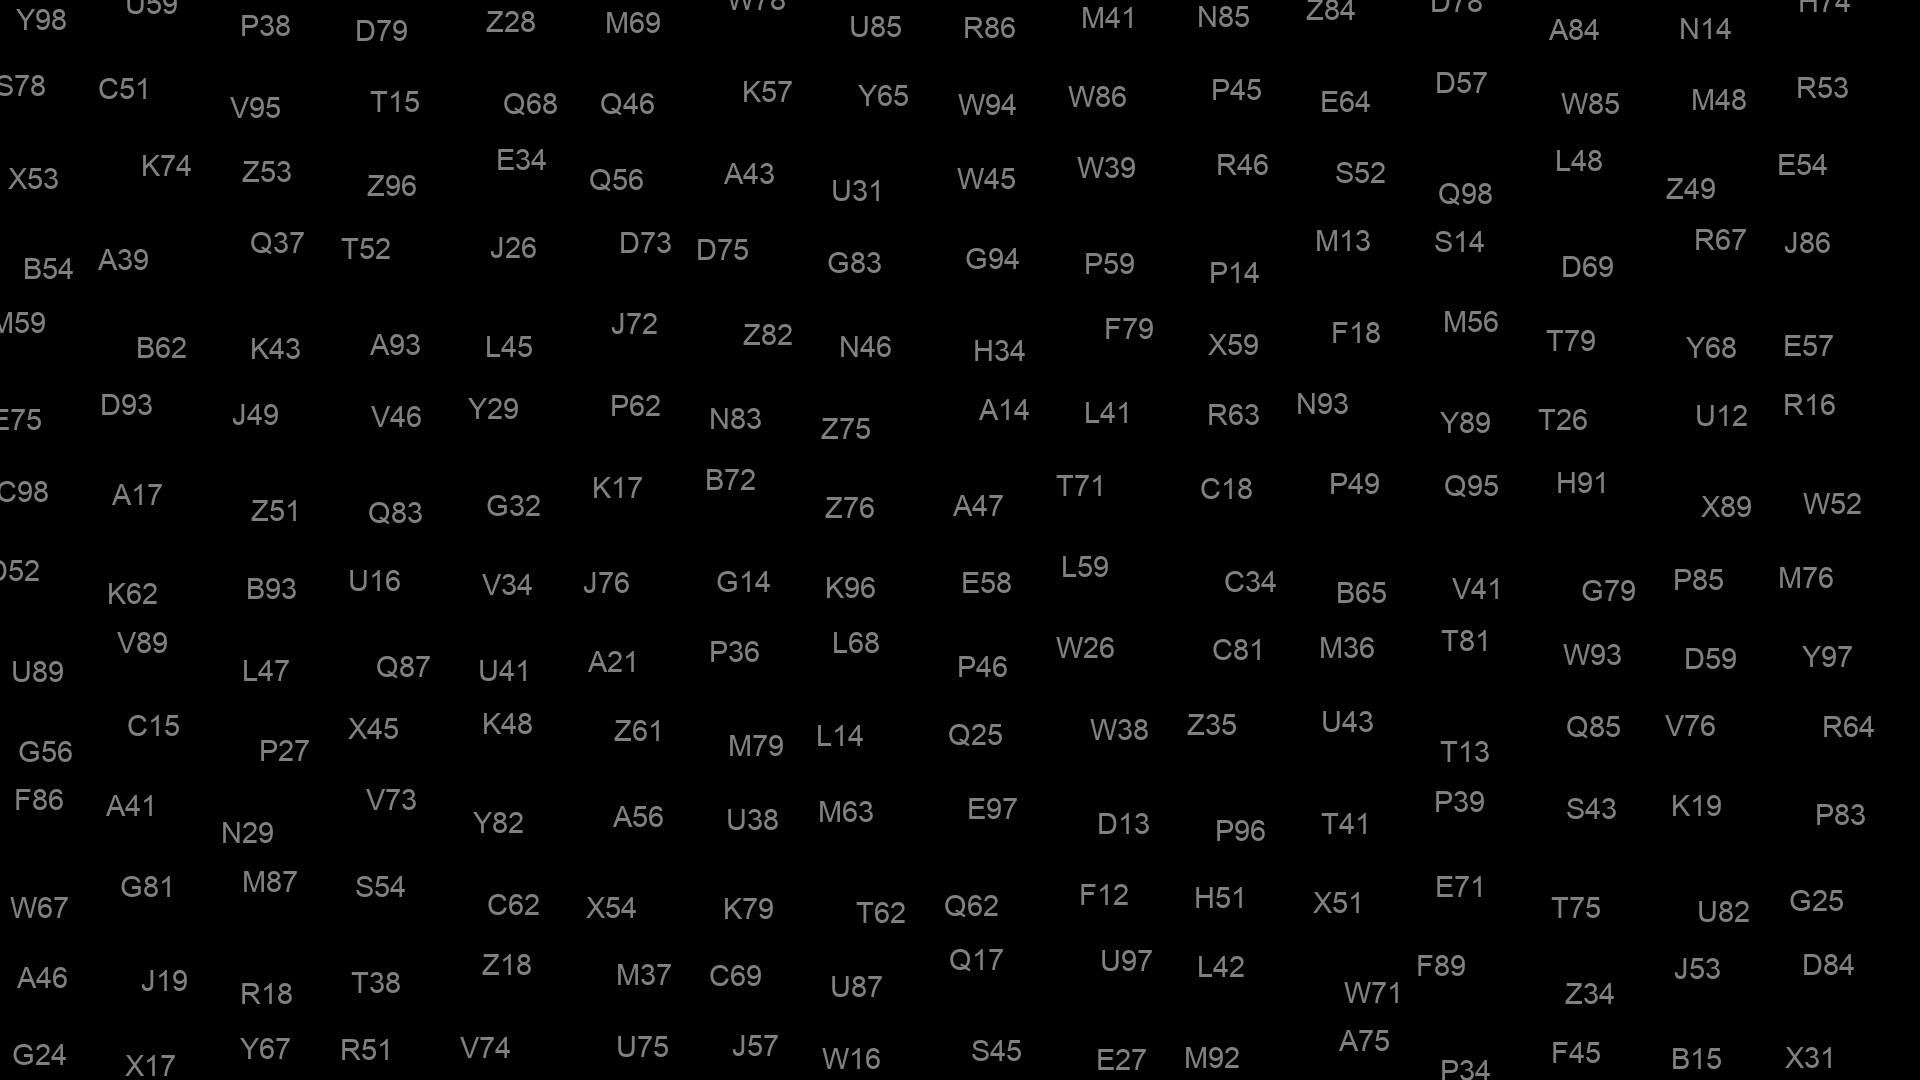 Y98 U59 P38 D79 Z28 M69 W78 U85 R86 M41 N85 Z84 D78 A84 N14 H74
S78 C51 V95 T15 Q68 Q46 K57 Y65 W94 W86 P45 E64 D57 W85 M48 R53
X53 K74 Z53 Z96 E34 Q56 A43 U31 W45 W39 R46 S52 Q98 L48 Z49 E54
B54 A39 Q37 T52 J26 D73 D75 G83 G94 P59 P14 M13 S14 D69 R67 J86
M59 B62 K43 A93 L45 J72 Z82 N46 H34 F79 X59 F18 M56 T79 Y68 E57
E75 D93 J49 V46 Y29 P62 N83 Z75 A14 L41 R63 N93 Y89 T26 U12 R16
C98 A17 Z51 Q83 G32 K17 B72 Z76 A47 T71 C18 P49 Q95 H91 X89 W52
K62 B93 U16 V34 J76 G14 K96 E58 L59 C34 B65 V41 G79 P85 M76
U89 V89 L47 Q87 U41 A21 P36 L68 P46 W26 C81 M36 T81 W93 D59 Y97
G56 C15 P27 X45 K48 Z61 M79 L14 Q25 W38 Z35 U43 T13 Q85 V76 R64
F86 A41 N29 V73 Y82 A56 U38 M63 E97 D13 P96 T41 P39 S43 K19 P83
W67 G81 M87 S54 C62 X54 K79 T62 Q62 F12 H51 X51 E71 T75 U82 G25
A46 J19 R18 T38 Z18 M37 C69 U87 Q17 U97 L42 W71 F89 Z34 J53 D84
G24 X17 Y67 R51 V74 U75 J57 W16 S45 E27 M92 A75 P34 F45 B15 X31